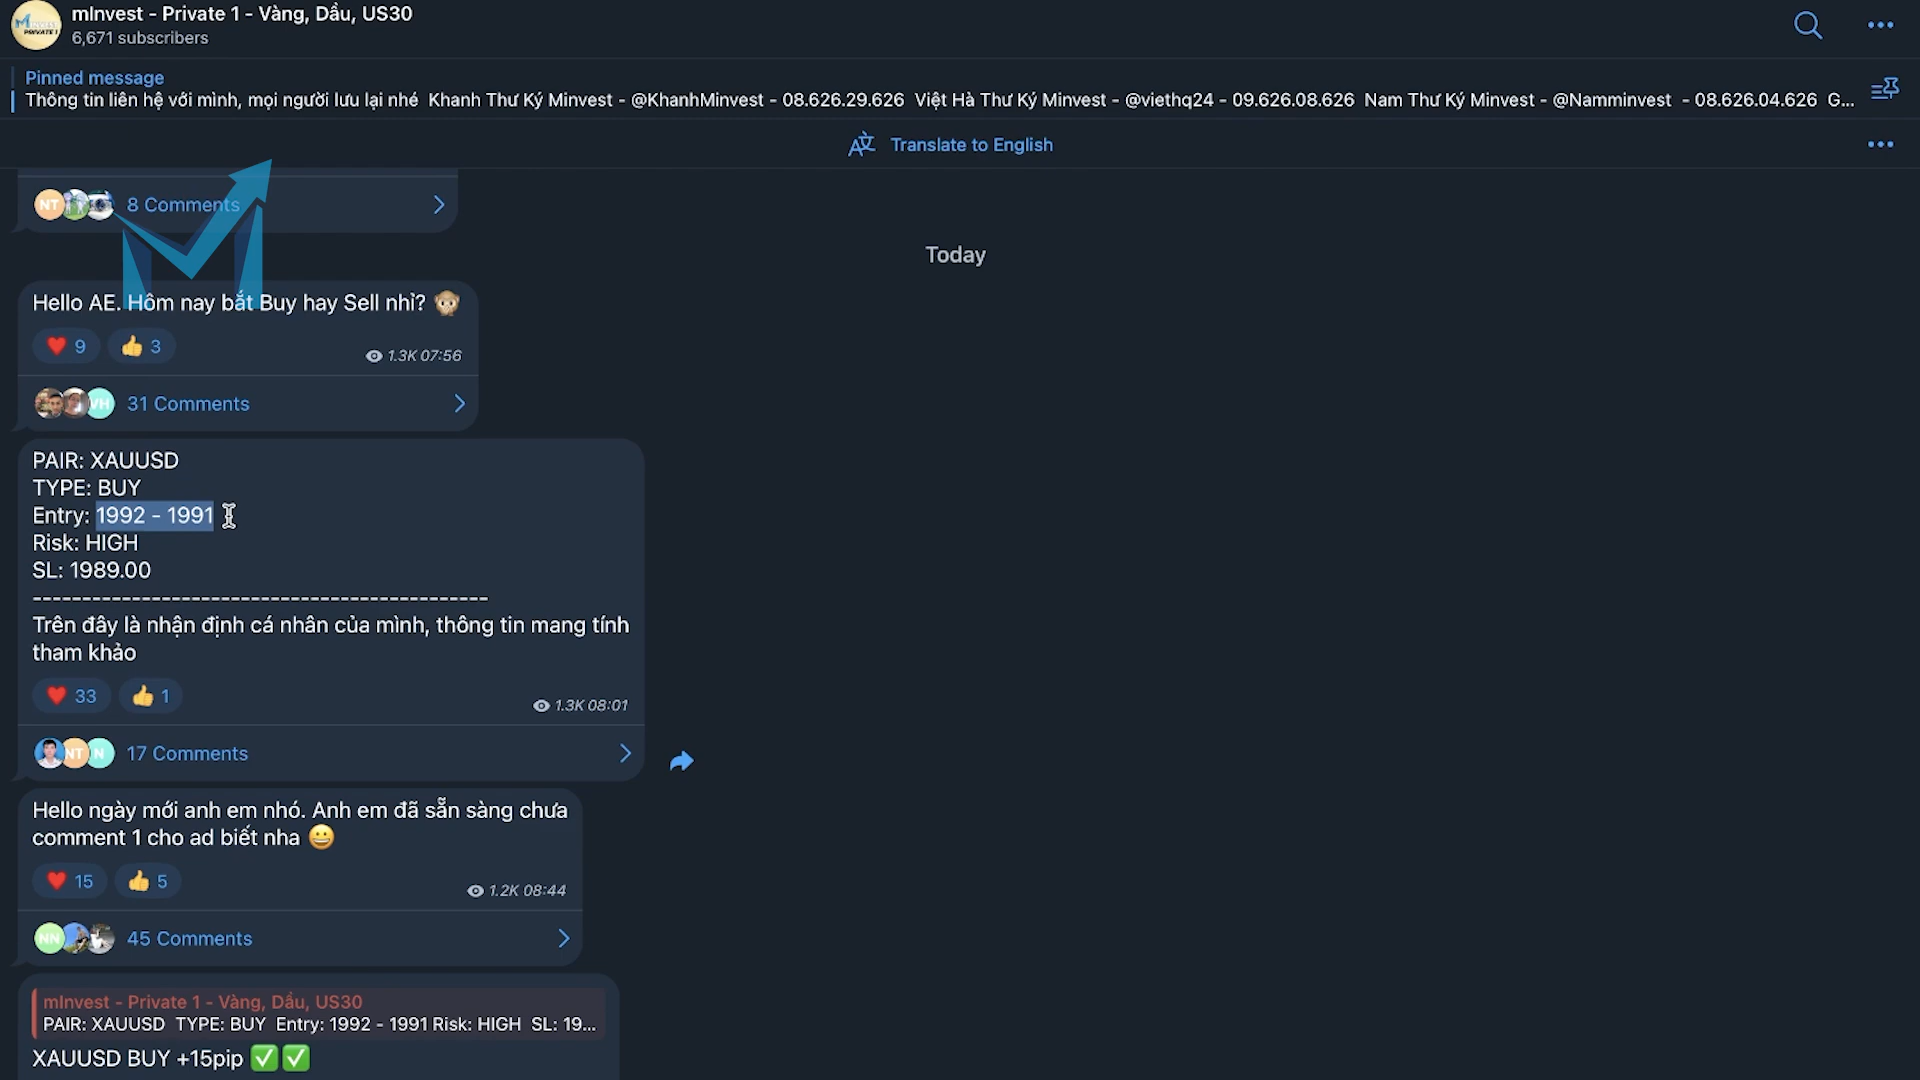 mInvest - Private 1 - Vàng, Dầu, US30
6,671 subscribers
Pinned message
Thông tin liên hệ với mình, mọi người lưu lại nhé Khanh Thư Ký Minvest - @KhanhMinvest - 08.626.29.626 Việt Hà Thư Ký Minvest - @viethq24 - 09.626.08.626 Nam Thư Ký Minvest - @Namminvest - 08.626.04.626 G...
Translate to English
NT
8 Comments
Today
Hello AE. Hôm nay bắt Buy hay Sell nhỉ? 🙊
❤️ 9 👍 3
1.3K 07:56
VH
31 Comments
PAIR: XAUUSD
TYPE: BUY
Entry: 1992 - 1991
Risk: HIGH
SL: 1989.00
----------------------------------------------
Trên đây là nhận định cá nhân của mình, thông tin mang tính
tham khảo
❤️ 33 👍 1
1.3K 08:01
NT N
17 Comments
Hello ngày mới anh em nhó. Anh em đã sẵn sàng chưa
comment 1 cho ad biết nha 😀
❤️ 15 👍 5
1.2K 08:44
NN
45 Comments
mInvest - Private 1 - Vàng, Dầu, US30
PAIR: XAUUSD TYPE: BUY Entry: 1992 - 1991 Risk: HIGH SL: 19...
XAUUSD BUY +15pip ✅✅